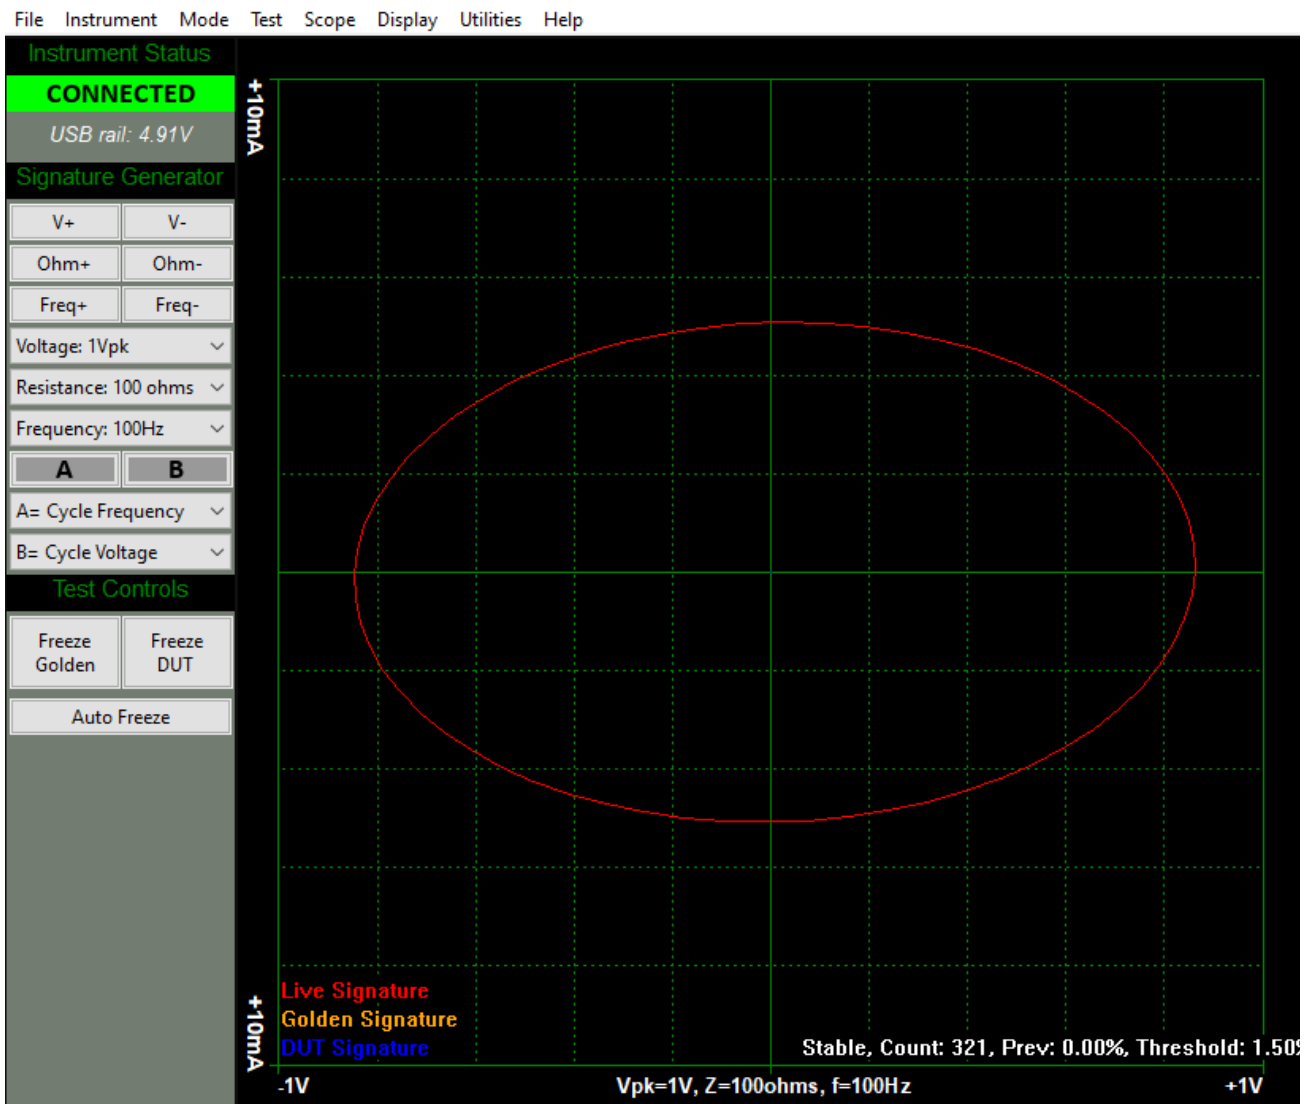 File Instrument Mode Test Scope Display Utilities Help
Instrument Status
CONNECTED
USB rail: 4.91V
Signature Generator
V+ V-
Ohm+ Ohm-
Freq+ Freq-
Voltage: 1Vpk
Resistance: 100 ohms
Frequency: 100Hz
A B
A= Cycle Frequency
B= Cycle Voltage
Test Controls
Freeze Golden
Freeze DUT
Auto Freeze
+10mA
+10mA
Live Signature
Golden Signature
DUT Signature
Stable, Count: 321, Prev: 0.00%, Threshold: 1.50%
-1V Vpk=1V, Z=100ohms, f=100Hz +1V